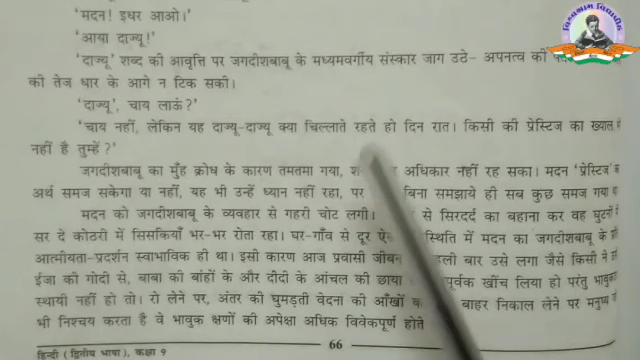 विश्वधाम विद्यापीठ
‘मदन! इधर आओ।’
‘आया दाज्यू!’
‘दाज्यू’ शब्द की आवृत्ति पर जगदीशबाबू के मध्यमवर्गीय संस्कार जाग उठे– अपनत्व की
की तेज धार के आगे न टिक सकी।
‘दाज्यू’, चाय लाऊं?’
‘चाय नहीं, लेकिन यह दाज्यू-दाज्यू क्या चिल्लाते रहते हो दिन रात। किसी की प्रेस्टिज का ख्याल
नहीं है तुम्हें?’
जगदीशबाबू का मुँह क्रोध के कारण तमतमा गया, अधिकार नहीं रह सका। मदन ‘प्रेस्टिज’
अर्थ समज सकेगा या नहीं, यह भी उन्हें ध्यान नहीं रहा, पर बिना समझाये ही सब कुछ समज गया
मदन को जगदीशबाबू के व्यवहार से गहरी चोट लगी। से सिरदर्द का बहाना कर वह घुटनों
सर दे कोठरी में सिसकियाँ भर-भर रोता रहा। घर-गाँव से दूर स्थिति में मदन का जगदीशबाबू के
आत्मीयता-प्रदर्शन स्वाभाविक ही था। इसी कारण आज प्रवासी जीवन बार उसे लगा जैसे किसी ने
ईजा की गोदी से, बाबा की बांहों के और दीदी के आंचल की छाया पूर्वक खींच लिया हो परंतु
स्थायी नहीं हो तो। रो लेने पर, अंतर की घुमड़ती वेदना को आँखों बाहर निकाल लेने पर मनुष्य
भी निश्चय करता है वे भावुक क्षणों की अपेक्षा अधिक विवेकपूर्ण होते
हिन्दी (द्वितीय भाषा), कक्षा 9
66